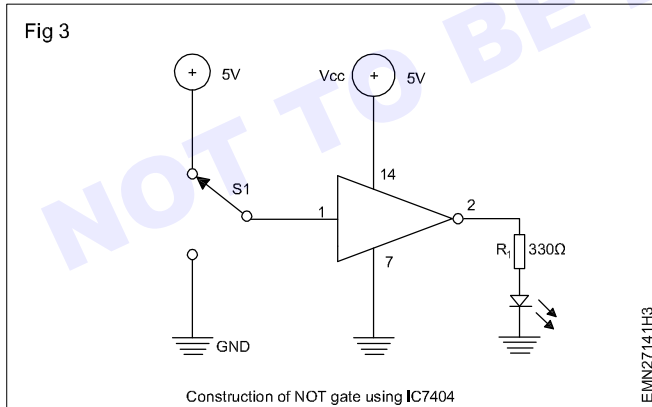 Fig 3
5V
Vcc 5V
14
S1
1
2
7
R1 330Ω
GND
Construction of NOT gate using IC7404
EMN27141H3
NOT TO BE